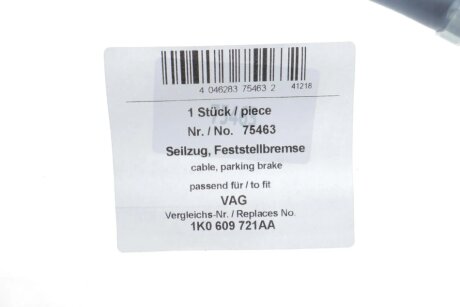 4 046283 75463 2 41218
1 Stück / piece
Nr. / No. 75463
Seilzug, Feststellbremse
cable, parking brake
passend für / to fit
VAG
Vergleichs-Nr. / Replaces No.
1K0 609 721AA